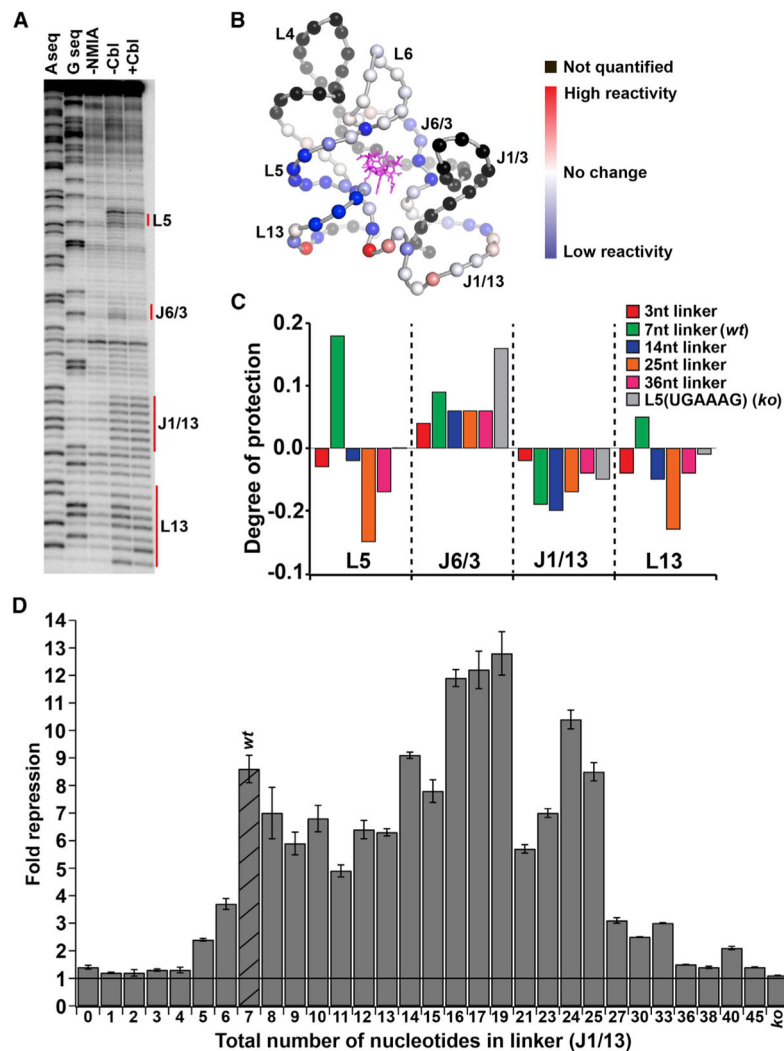 A
A seq
G seq
-NMIA
-Cbl
+Cbl
L5
J6/3
J1/13
L13
B
L4
L6
J6/3
J1/3
L5
L13
J1/13
Not quantified
High reactivity
No change
Low reactivity
C
3nt linker
7nt linker (wt)
14nt linker
25nt linker
36nt linker
L5(UGAAAG) (ko)
Degree of protection
0.2
0.1
0.0
-0.2
-0.1
L5 J6/3 J1/13 L13
D
Fold repression
14
13
12
11
10
9
8
7
6
5
4
3
2
1
0
wt
0 1 2 3 4 5 6 7 8 9 10 11 12 13 14 15 16 17 19 21 23 24 25 27 30 33 36 38 40 45 ko
Total number of nucleotides in linker (J1/13)